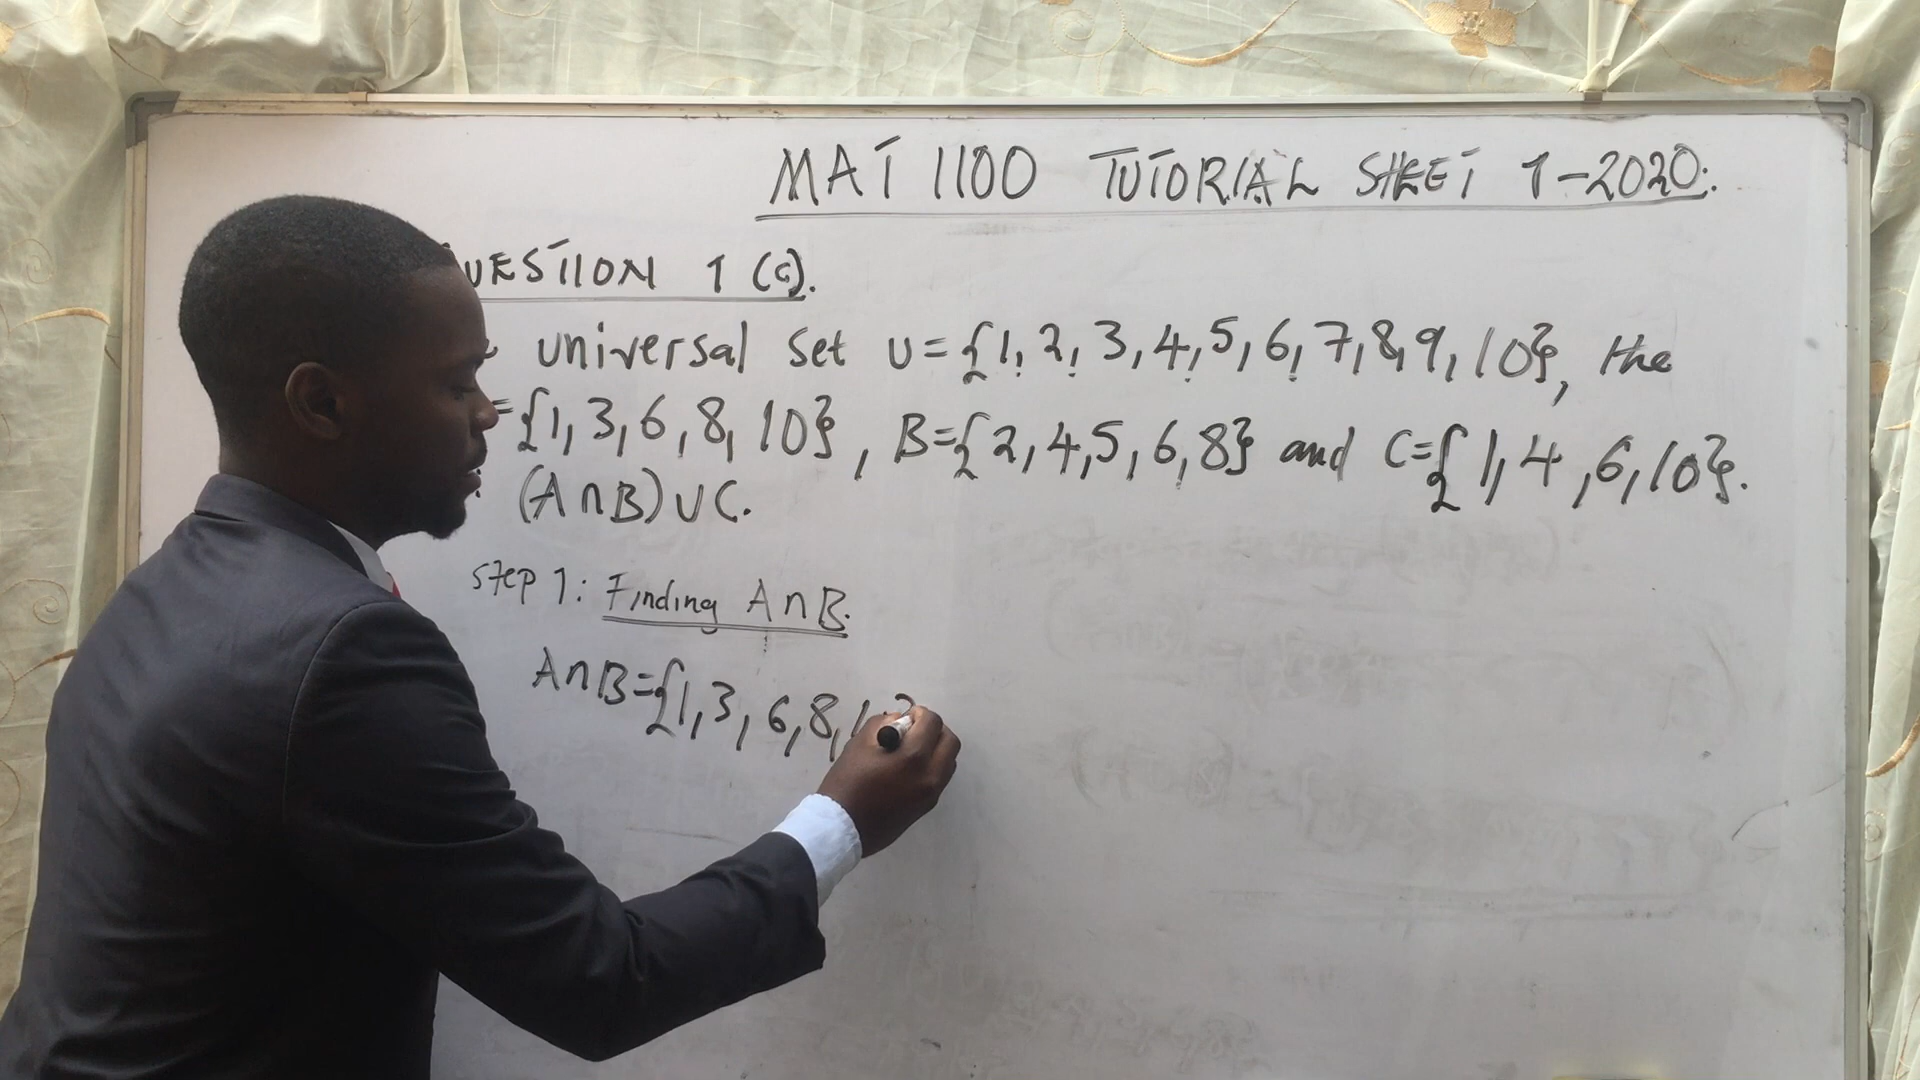 MAT 1100 TUTORIAL SHEET 1-2020.
UESTION 1 (c).
universal set U={1, 2, 3, 4, 5, 6, 7, 8, 9, 10}, the
={1, 3, 6, 8, 10}, B={2, 4, 5, 6, 8} and C={1, 4, 6, 10}.
: (A∩B)∪C.
Step 1: Finding A∩B.
A∩B={1, 3, 6, 8,